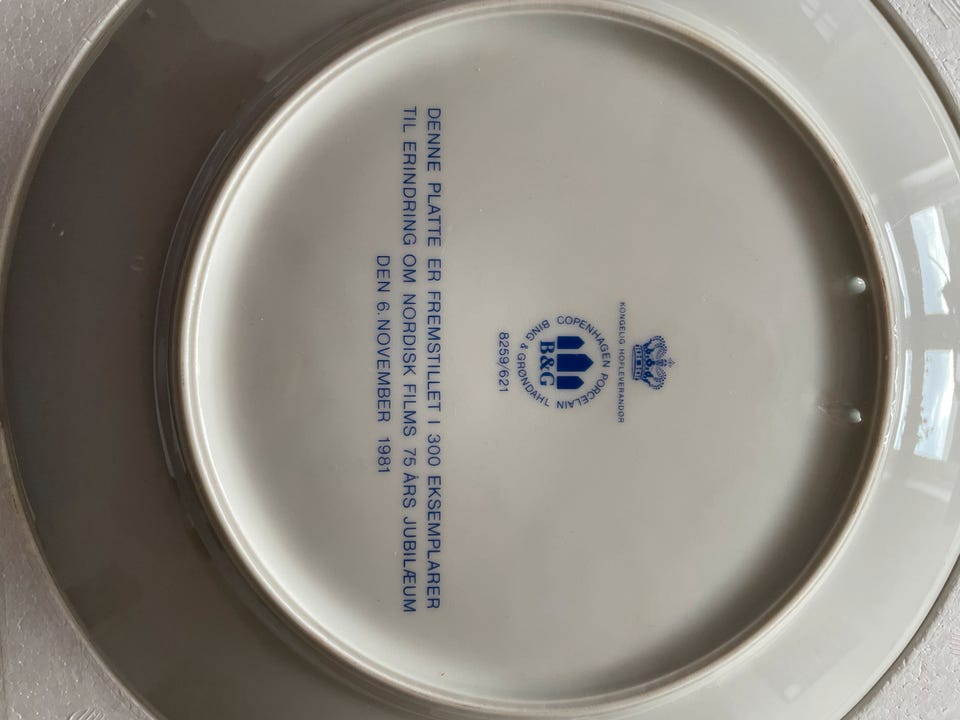 KONGELIG HOFLEVERANDØR
COPENHAGEN PORCELAIN
B&G
BING & GRØNDAHL
8259/621
DENNE PLATTE ER FREMSTILLET I 300 EKSEMPLARER
TIL ERINDRING OM NORDISK FILMS 75 ÅRS JUBILÆUM
DEN 6. NOVEMBER 1981